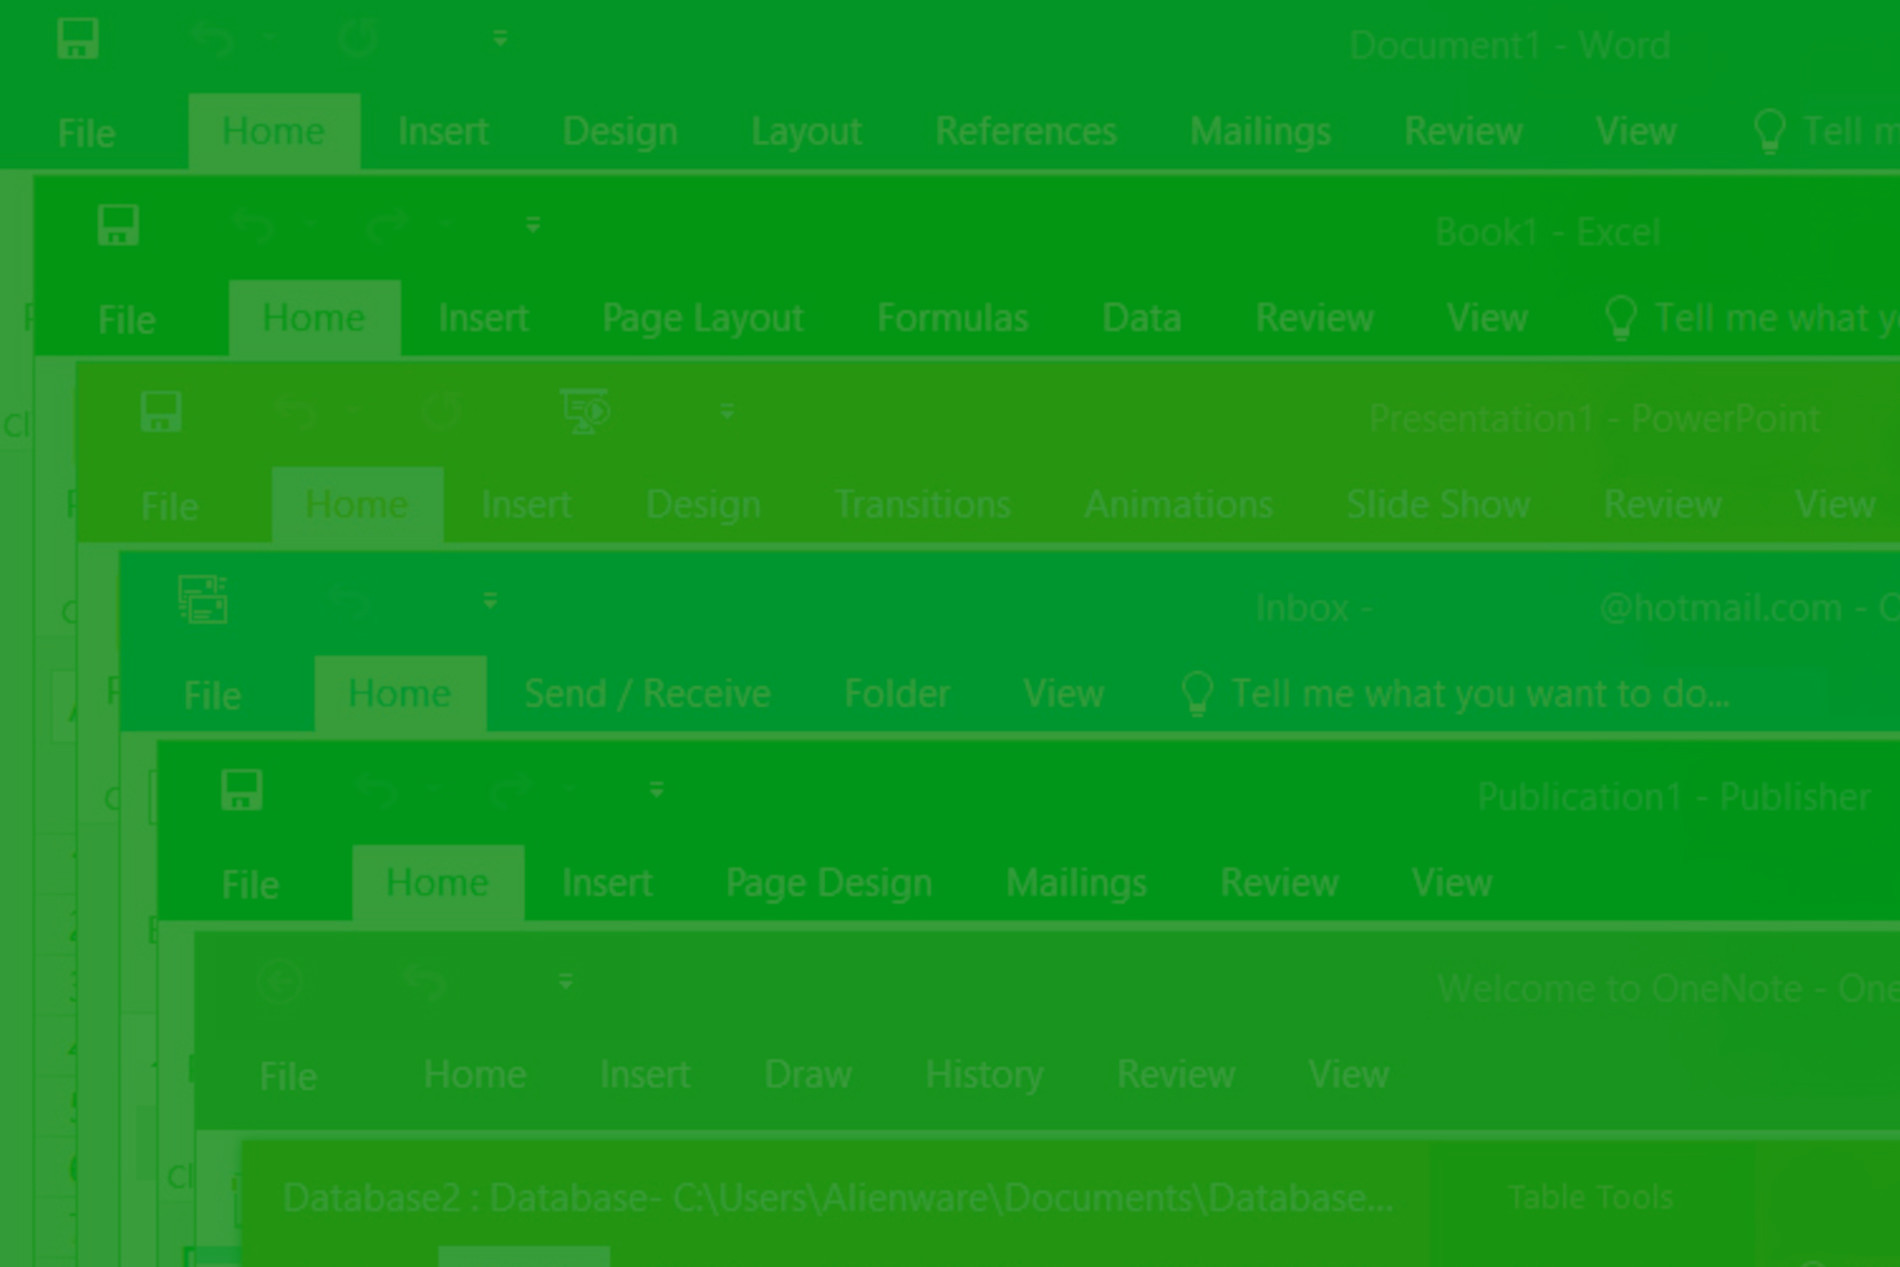 Document1 - Word
File Home Insert Design Layout References Mailings Review View Tell
Book1 - Excel
File Home Insert Page Layout Formulas Data Review View Tell me what
Presentation1 - PowerPoint
File Home Insert Design Transitions Animations Slide Show Review View
Inbox - @hotmail.com -
File Home Send / Receive Folder View Tell me what you want to do...
Publication1 - Publisher
File Home Insert Page Design Mailings Review View
Welcome to OneNote - One
File Home Insert Draw History Review View
Database2 : Database- C:\Users\Alienware\Documents\Database... Table Tools